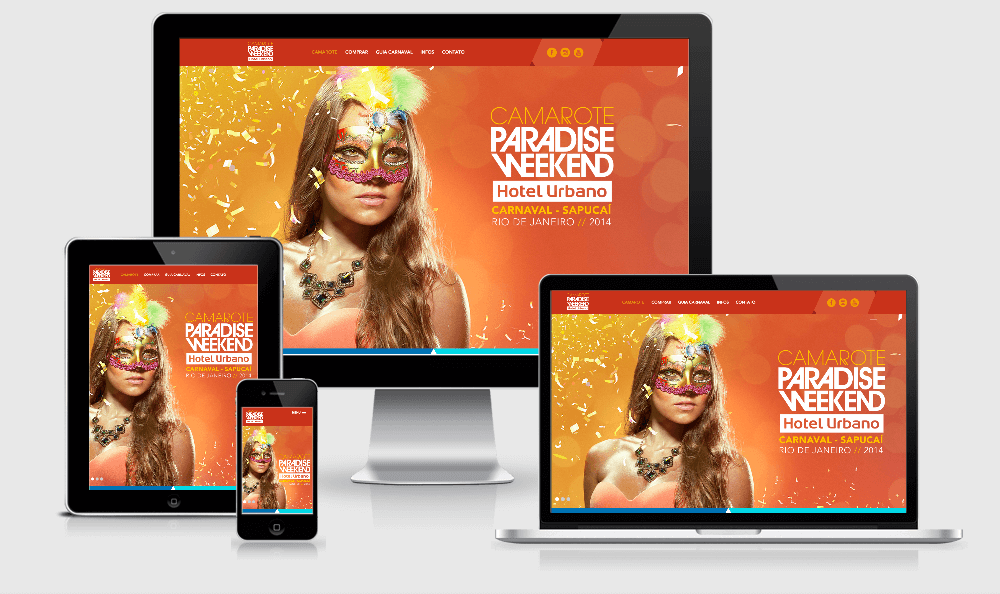 PARADISE
WEEKEND
CAMAROTE COMPRAR GUIA CARNAVAL INFOS CONTATO
CAMAROTE
PARADISE
WEEKEND
Hotel Urbano
CARNAVAL - SAPUCAÍ
RIO DE JANEIRO // 2014
PARADISE
WEEKEND
CAMAROTE COMPRAR GUIA CARNAVAL INFOS CONTATO
CAMAROTE
PARADISE
WEEKEND
Hotel Urbano
CARNAVAL - SAPUCAÍ
RIO DE JANEIRO // 2014
MENU
PARADISE
WEEKEND
Hotel Urbano
PARADISE
WEEKEND
CAMAROTE COMPRAR GUIA CARNAVAL INFOS CONTATO
CAMAROTE
PARADISE
WEEKEND
Hotel Urbano
CARNAVAL - SAPUCAÍ
RIO DE JANEIRO // 2014